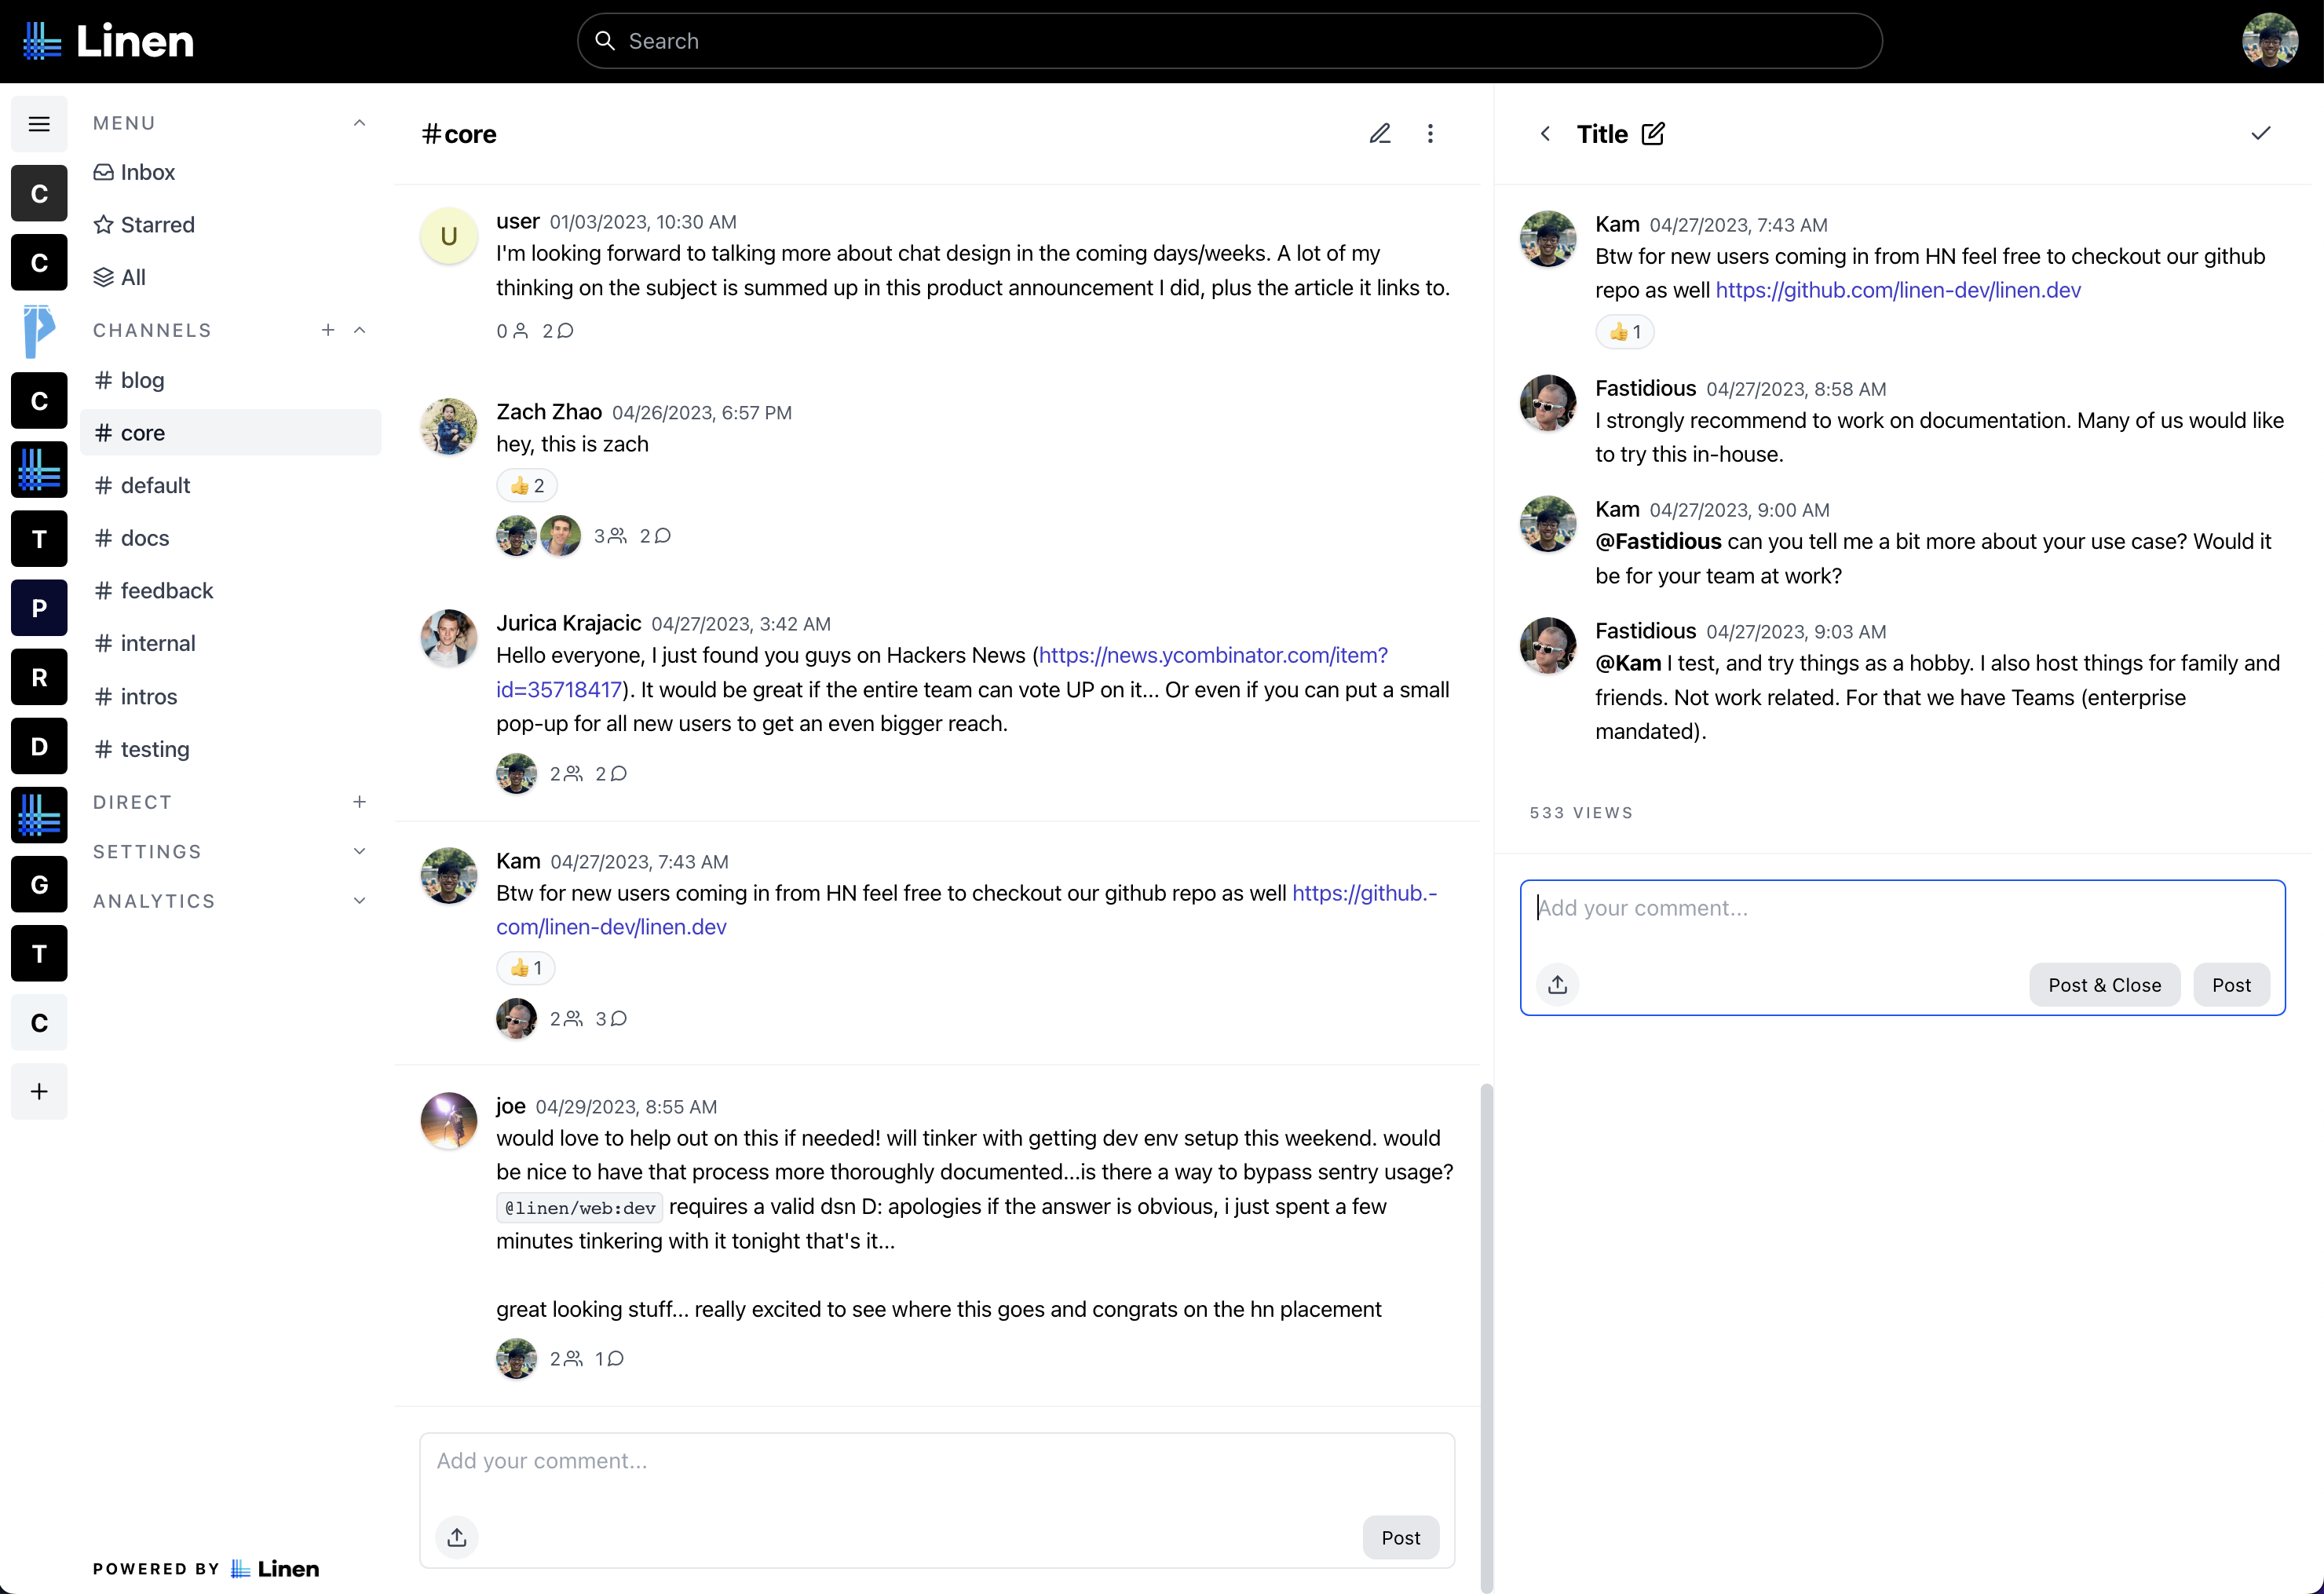 Linen
Search
C
C
C
T
P
R
D
G
T
C
MENU
Inbox
Starred
All
CHANNELS
# blog
# core
# default
# docs
# feedback
# internal
# intros
# testing
DIRECT
SETTINGS
ANALYTICS
POWERED BY Linen
#core
U
user 01/03/2023, 10:30 AM
I'm looking forward to talking more about chat design in the coming days/weeks. A lot of my
thinking on the subject is summed up in this product announcement I did, plus the article it links to.
0 2
Zach Zhao 04/26/2023, 6:57 PM
hey, this is zach
👍 2
3 2
Jurica Krajacic 04/27/2023, 3:42 AM
Hello everyone, I just found you guys on Hackers News (https://news.ycombinator.com/item?
id=35718417). It would be great if the entire team can vote UP on it... Or even if you can put a small
pop-up for all new users to get an even bigger reach.
2 2
Kam 04/27/2023, 7:43 AM
Btw for new users coming in from HN feel free to checkout our github repo as well https://github.-
com/linen-dev/linen.dev
👍 1
2 3
joe 04/29/2023, 8:55 AM
would love to help out on this if needed! will tinker with getting dev env setup this weekend. would
be nice to have that process more thoroughly documented...is there a way to bypass sentry usage?
@linen/web:dev requires a valid dsn D: apologies if the answer is obvious, i just spent a few
minutes tinkering with it tonight that's it...
great looking stuff... really excited to see where this goes and congrats on the hn placement
2 1
Add your comment...
Post
Title
Kam 04/27/2023, 7:43 AM
Btw for new users coming in from HN feel free to checkout our github
repo as well https://github.com/linen-dev/linen.dev
👍 1
Fastidious 04/27/2023, 8:58 AM
I strongly recommend to work on documentation. Many of us would like
to try this in-house.
Kam 04/27/2023, 9:00 AM
@Fastidious can you tell me a bit more about your use case? Would it
be for your team at work?
Fastidious 04/27/2023, 9:03 AM
@Kam I test, and try things as a hobby. I also host things for family and
friends. Not work related. For that we have Teams (enterprise
mandated).
533 VIEWS
Add your comment...
Post & Close Post